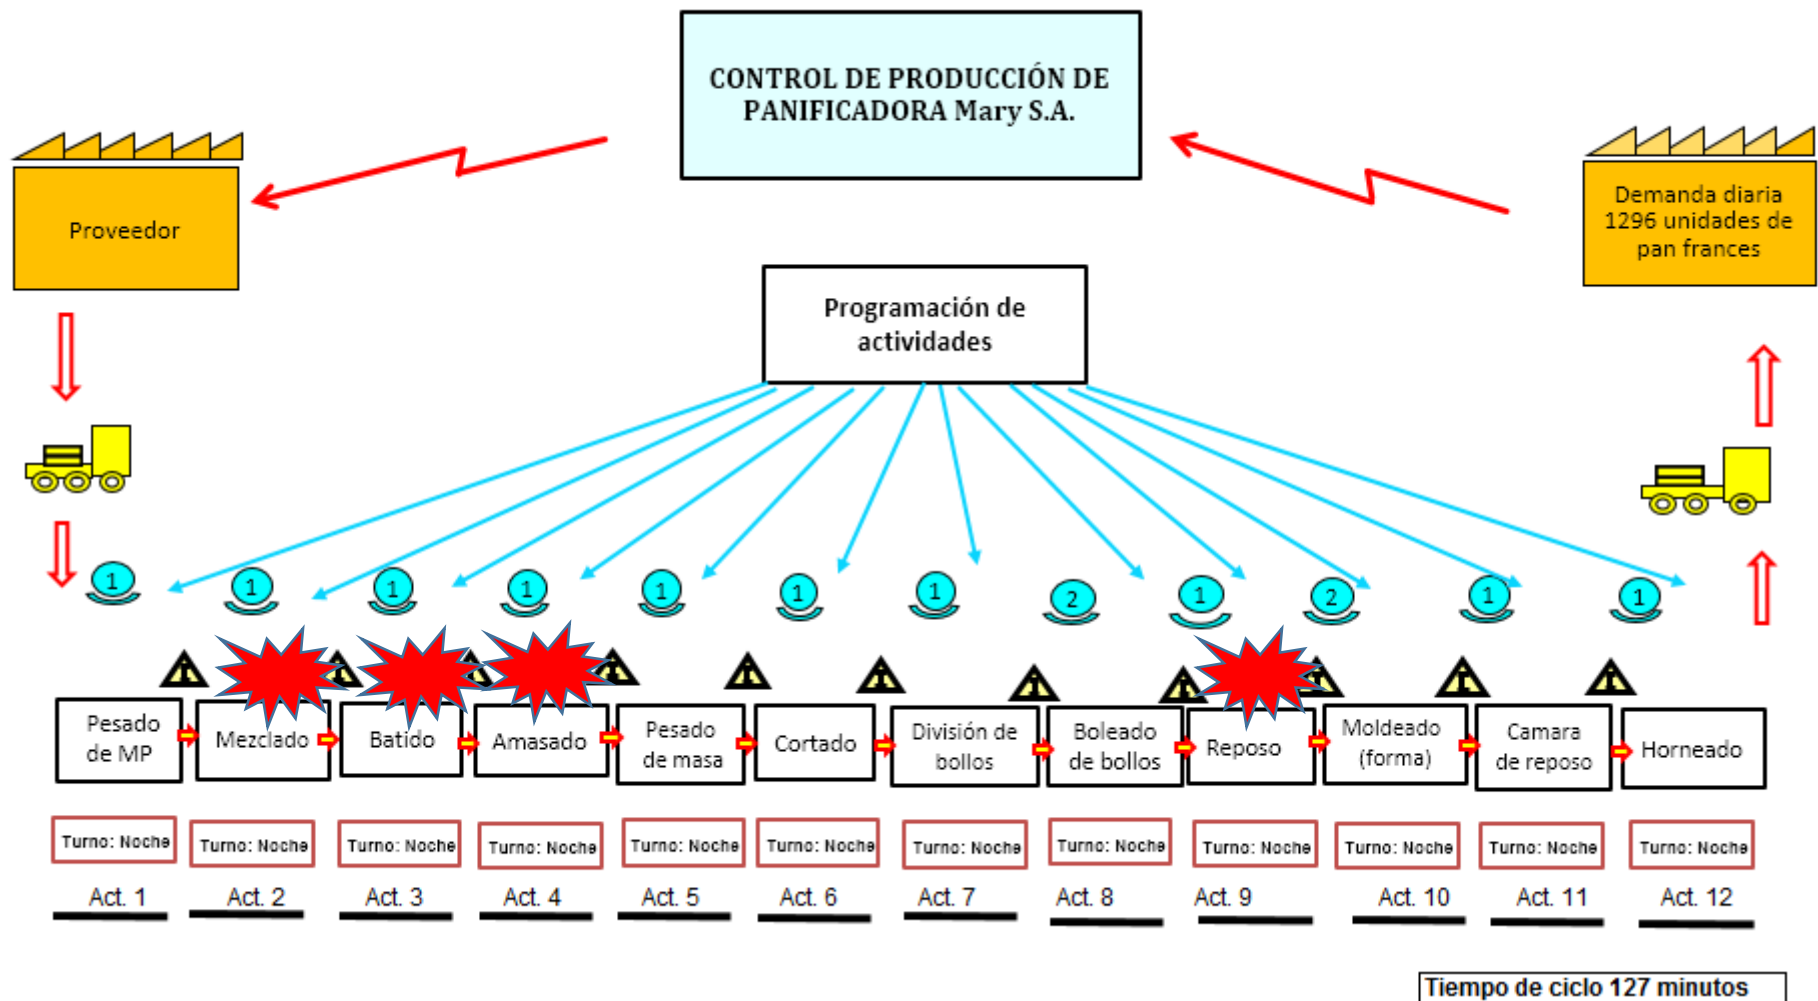 CONTROL DE PRODUCCIÓN DE
PANIFICADORA Mary S.A.
Proveedor
Demanda diaria
1296 unidades de
pan frances
Programación de
actividades
1
1
1
1
1
1
1
2
1
2
1
1
I
I
I
I
I
I
I
I
I
I
I
Pesado
de MP
Mezclado
Batido
Amasado
Pesado
de masa
Cortado
División de
bollos
Boleado
de bollos
Reposo
Moldeado
(forma)
Camara
de reposo
Horneado
Turno: Noche
Turno: Noche
Turno: Noche
Turno: Noche
Turno: Noche
Turno: Noche
Turno: Noche
Turno: Noche
Turno: Noche
Turno: Noche
Turno: Noche
Turno: Noche
Act. 1
Act. 2
Act. 3
Act. 4
Act. 5
Act. 6
Act. 7
Act. 8
Act. 9
Act. 10
Act. 11
Act. 12
Tiempo de ciclo 127 minutos